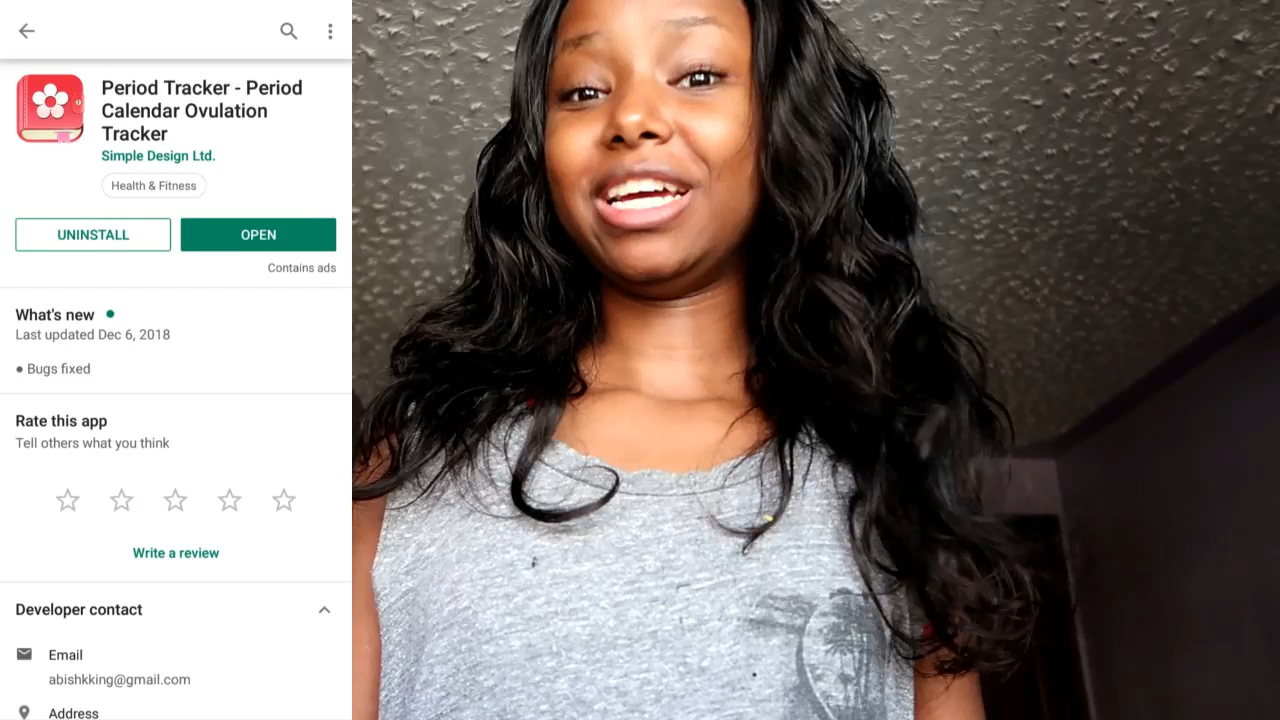 Period Tracker - Period
Calendar Ovulation
Tracker
Simple Design Ltd.
Health & Fitness
UNINSTALL
OPEN
Contains ads
What's new
Last updated Dec 6, 2018
● Bugs fixed
Rate this app
Tell others what you think
Write a review
Developer contact
Email
abishkking@gmail.com
Address